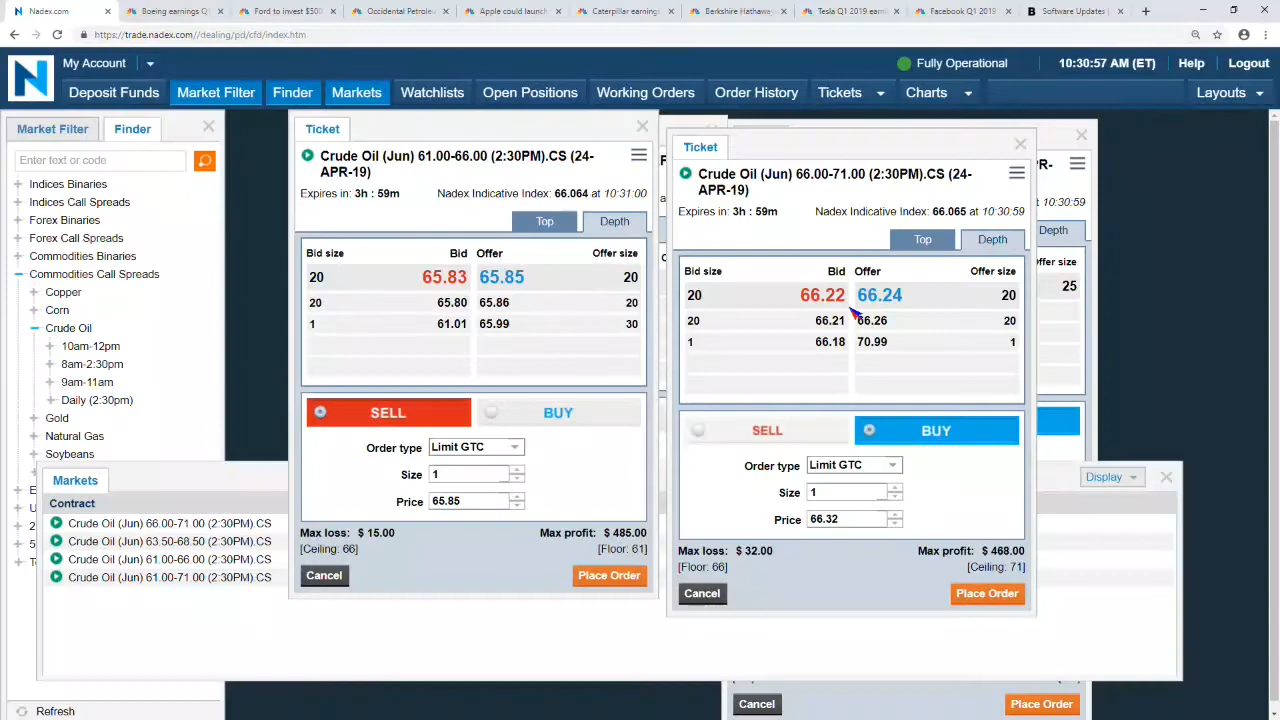 Nadex.com
Boeing earnings Q
Ford to invest $500
Occidental Petrole
Apple could launch
Caterpillar earning
Berkshire Hathaway
Tesla Q1 2019 earni
Facebook Q1 2019
Software Updates
https://trade.nadex.com//dealing/pd/cfd/index.htm
My Account
Fully Operational
10:30:57 AM (ET)
Help
Logout
Deposit Funds
Market Filter
Finder
Markets
Watchlists
Open Positions
Working Orders
Order History
Tickets
Charts
Layouts
Market Filter
Finder
Enter text or code
Indices Binaries
Indices Call Spreads
Forex Binaries
Forex Call Spreads
Commodities Binaries
Commodities Call Spreads
Copper
Corn
Crude Oil
10am-12pm
8am-2:30pm
9am-11am
Daily (2:30pm)
Gold
Natural Gas
Soybeans
Refresh
Ticket
Crude Oil (Jun) 61.00-66.00 (2:30PM).CS (24-
APR-19)
Expires in: 3h : 59m
Nadex Indicative Index: 66.064 at 10:31:00
Top
Depth
Bid size Bid Offer Offer size
20 65.83 65.85 20
20 65.80 65.86 20
1 61.01 65.99 30
SELL
BUY
Order type Limit GTC
Size 1
Price 65.85
Max loss: $ 15.00 Max profit: $ 485.00
[Ceiling: 66] [Floor: 61]
Cancel
Place Order
Ticket
Crude Oil (Jun) 66.00-71.00 (2:30PM).CS (24-
APR-19)
Expires in: 3h : 59m
Nadex Indicative Index: 66.065 at 10:30:59
Top
Depth
Bid size Bid Offer Offer size
20 66.22 66.24 20
20 66.21 66.26 20
1 66.18 70.99 1
SELL
BUY
Order type Limit GTC
Size 1
Price 66.32
Max loss: $ 32.00 Max profit: $ 468.00
[Floor: 66] [Ceiling: 71]
Cancel
Place Order
PR-
10:30:59
Depth
ffer size
25
Markets
Display
Contract
Crude Oil (Jun) 66.00-71.00 (2:30PM).CS
Crude Oil (Jun) 63.50-68.50 (2:30PM).CS
Crude Oil (Jun) 61.00-66.00 (2:30PM).CS
Crude Oil (Jun) 61.00-71.00 (2:30PM).CS
Cancel
Place Order